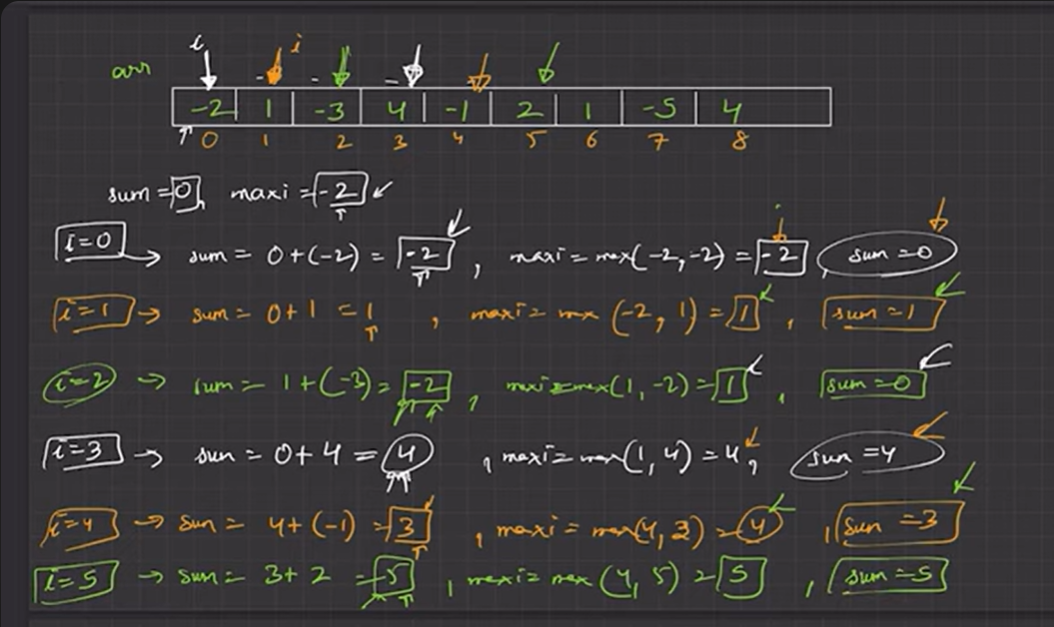 i i
arr
-2 1 -3 4 -1 2 1 -5 4
0 1 2 3 4 5 6 7 8
sum = 0, maxi = -2
i=0 → sum = 0+(-2) = -2, maxi = max(-2,-2) = -2, sum = 0
i=1 → sum = 0+1 = 1, maxi = max (-2, 1) = 1, sum = 1
i=2 → sum = 1+(-3) = -2, maxi = max(1, -2) = 1, sum = 0
i=3 → sum = 0+4 = 4, maxi = max(1, 4) = 4, sum = 4
i=4 → sum = 4+(-1) = 3, maxi = max(4, 3) = 4, sum = 3
i=5 → sum = 3+2 = 5, maxi = max (4, 5) = 5, sum = 5